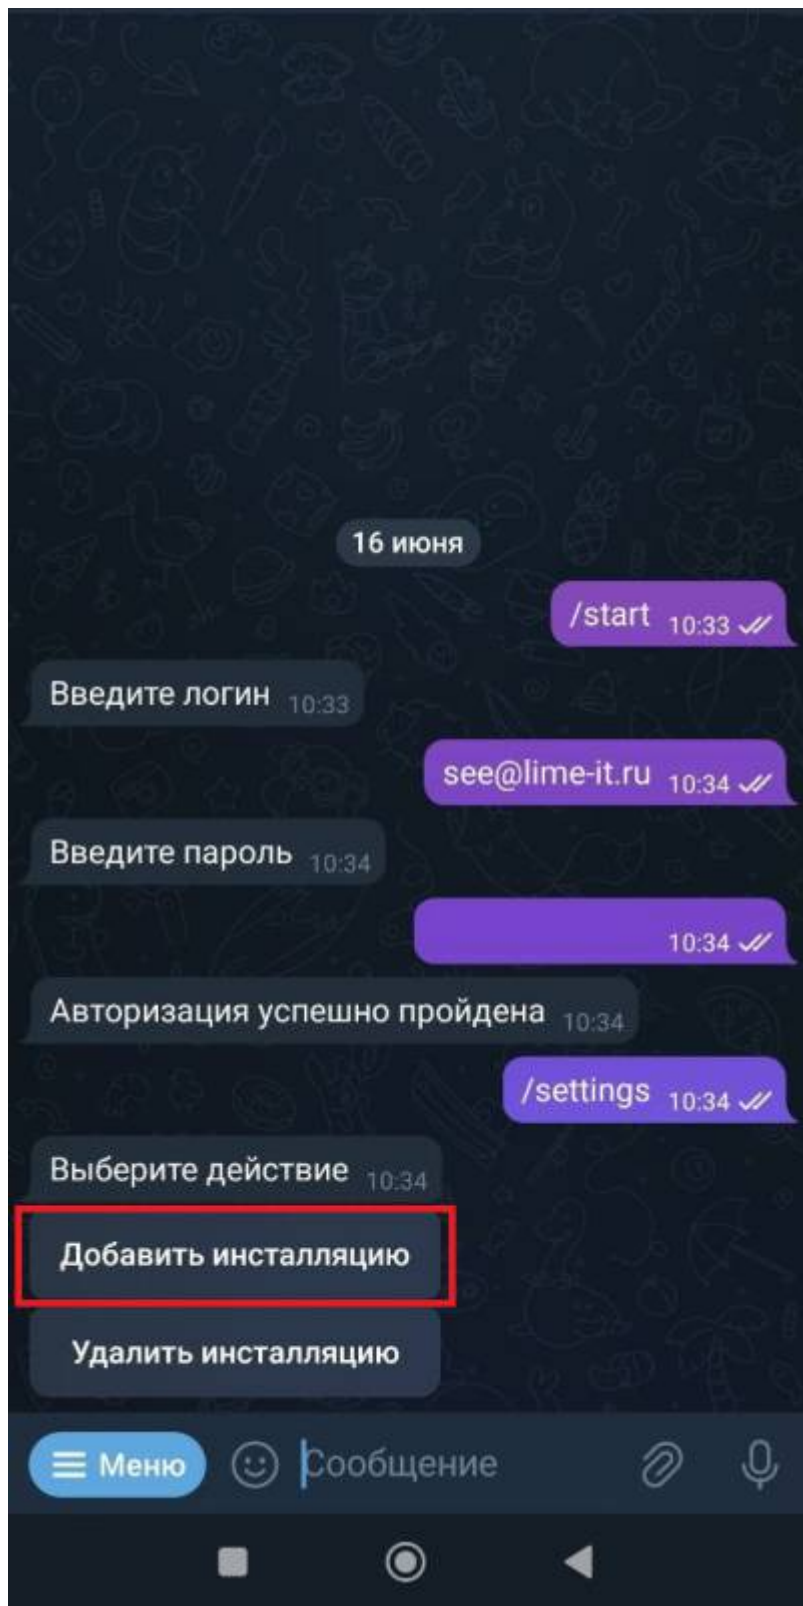 16 июня
/start 10:33
Введите логин 10:33
see@lime-it.ru 10:34
Введите пароль 10:34
10:34
Авторизация успешно пройдена 10:34
/settings 10:34
Выберите действие 10:34
Добавить инсталляцию
Удалить инсталляцию
Меню Сообщение